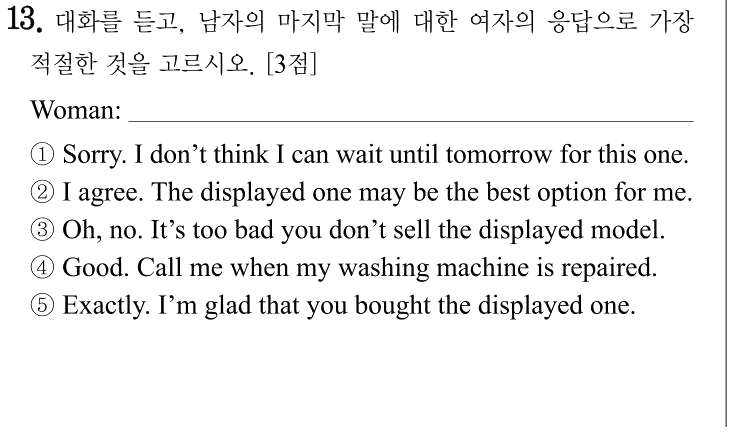 13. 대화를 듣고, 남자의 마지막 말에 대한 여자의 응답으로 가장
적절한 것을 고르시오. [3점]
Woman: ________________________________________
① Sorry. I don’t think I can wait until tomorrow for this one.
② I agree. The displayed one may be the best option for me.
③ Oh, no. It’s too bad you don’t sell the displayed model.
④ Good. Call me when my washing machine is repaired.
⑤ Exactly. I’m glad that you bought the displayed one.